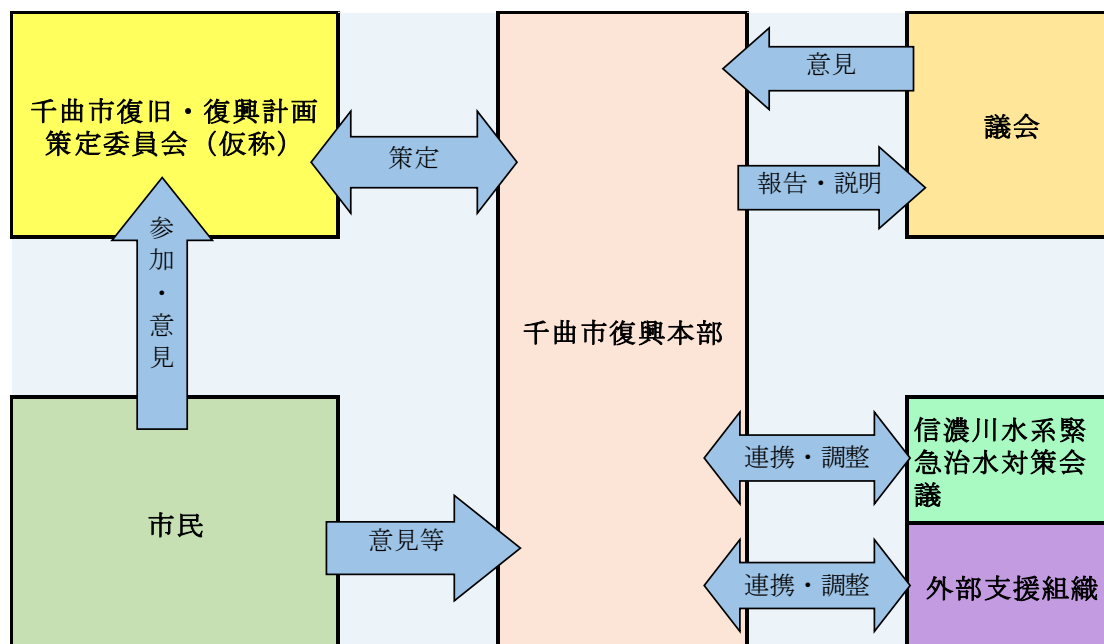 千曲市復旧・復興計画
策定委員会（仮称）
策定
意見
報告・説明
議会
参加・意見
千曲市復興本部
市民
意見等
連携・調整
信濃川水系緊
急治水対策会
議
連携・調整
外部支援組織